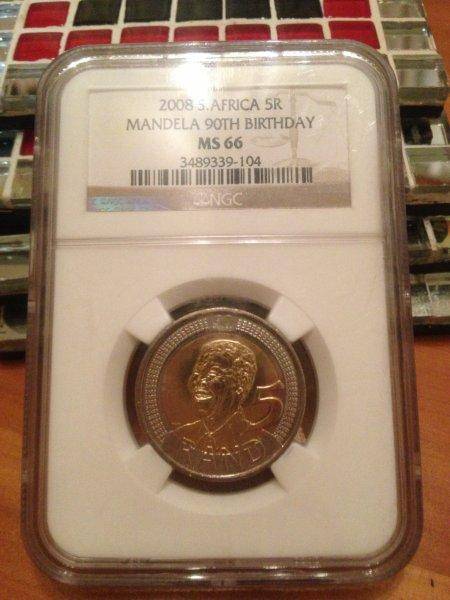 2008 S.AFRICA 5R
MANDELA 90TH BIRTHDAY
MS 66
3489339-104
NGC
5
RAND